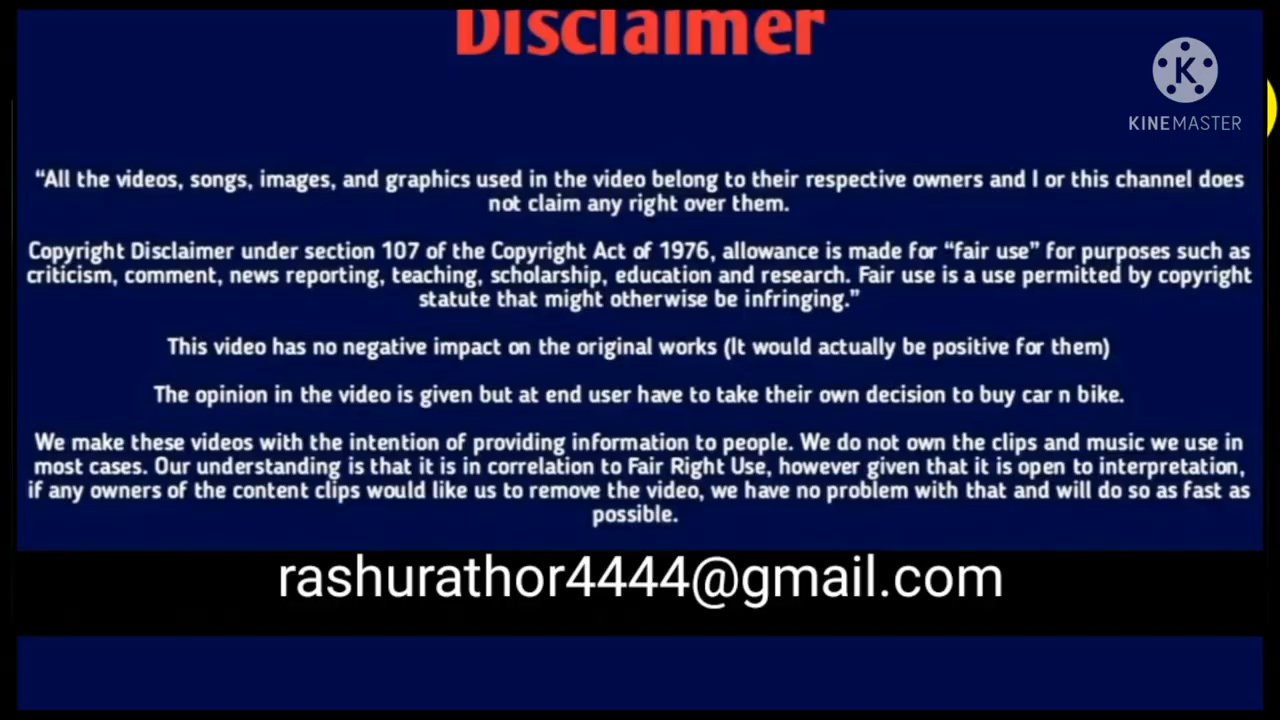 Disclaimer
K
KINEMASTER
“All the videos, songs, images, and graphics used in the video belong to their respective owners and I or this channel does
not claim any right over them.
Copyright Disclaimer under section 107 of the Copyright Act of 1976, allowance is made for “fair use” for purposes such as
criticism, comment, news reporting, teaching, scholarship, education and research. Fair use is a use permitted by copyright
statute that might otherwise be infringing.”
This video has no negative impact on the original works (It would actually be positive for them)
The opinion in the video is given but at end user have to take their own decision to buy car n bike.
We make these videos with the intention of providing information to people. We do not own the clips and music we use in
most cases. Our understanding is that it is in correlation to Fair Right Use, however given that it is open to interpretation,
if any owners of the content clips would like us to remove the video, we have no problem with that and will do so as fast as
possible.
rashurathor4444@gmail.com